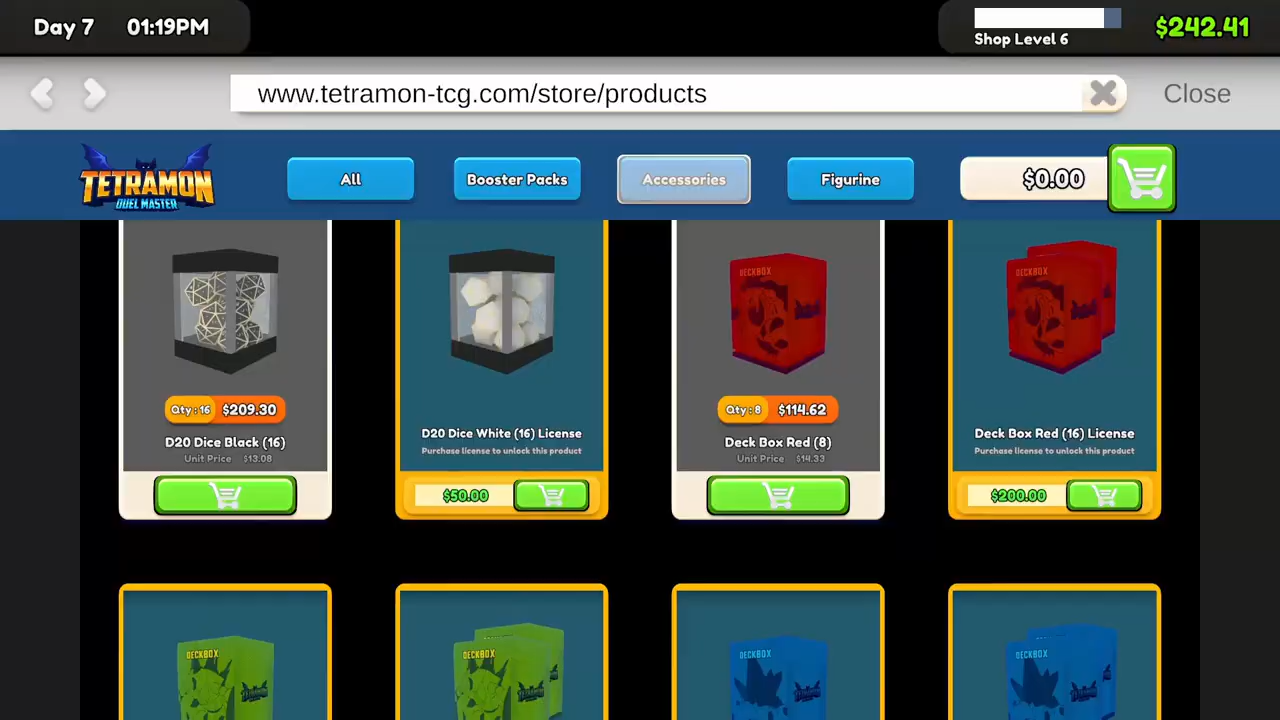 Day 7 01:19PM
Shop Level 6
$242.41
www.tetramon-tcg.com/store/products
Close
TETRAMON
DUEL MASTER
All
Booster Packs
Accessories
Figurine
$0.00
DECKBOX
DECKBOX
Qty : 16 $209.30
D20 Dice Black (16)
Unit Price $13.08
D20 Dice White (16) License
Purchase license to unlock this product
$50.00
Qty : 8 $114.62
Deck Box Red (8)
Unit Price $14.33
Deck Box Red (16) License
Purchase license to unlock this product
$200.00
DECKBOX
TETRAMON
DECKBOX
TETRAMON
DECKBOX
TETRAMON
DECKBOX
TETRAMON